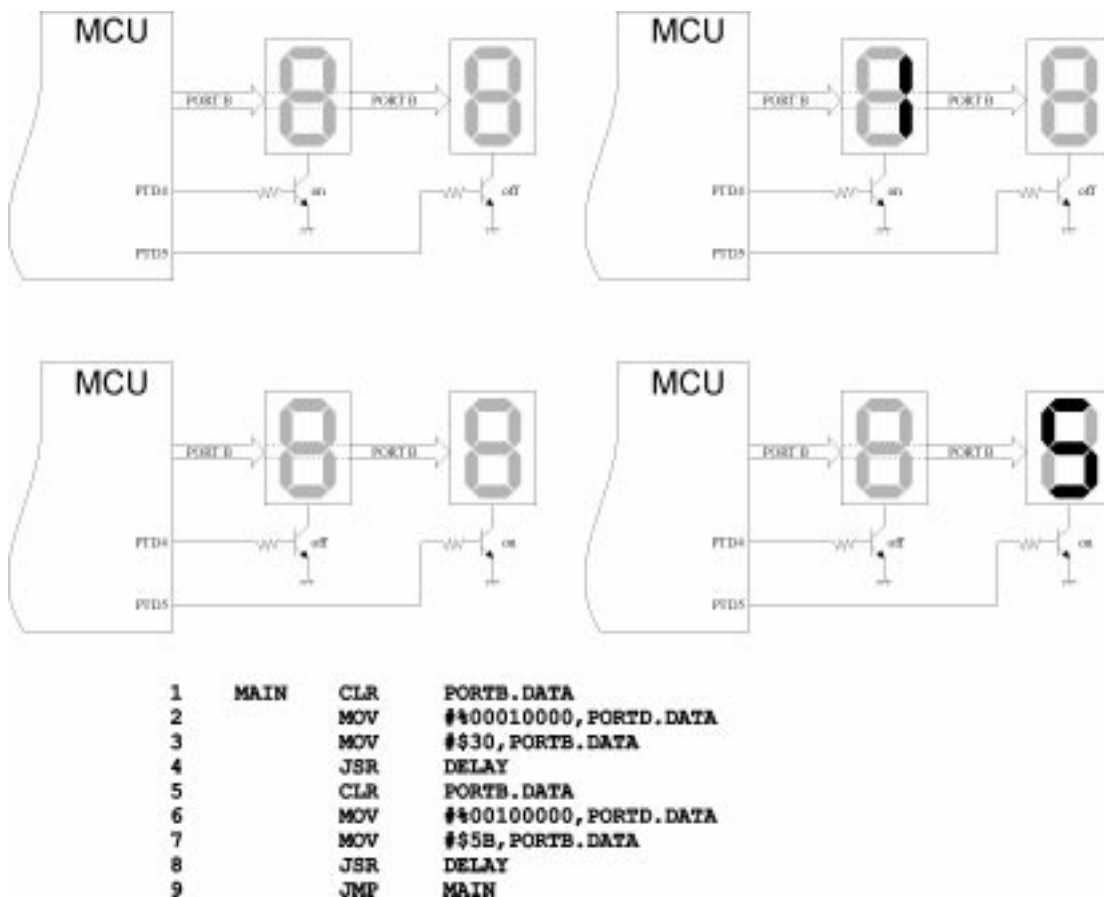 MCU
PORT B PORT B
PTD4 on off
PTD5
MCU
PORT B PORT B
PTD4 on off
PTD5
MCU
PORT B PORT B
PTD4 off on
PTD5
MCU
PORT B PORT B
PTD4 off on
PTD5
1 MAIN CLR PORTB.DATA
2 MOV #%00010000,PORTD.DATA
3 MOV #$30,PORTB.DATA
4 JSR DELAY
5 CLR PORTB.DATA
6 MOV #%00100000,PORTD.DATA
7 MOV #$5B,PORTB.DATA
8 JSR DELAY
9 JMP MAIN